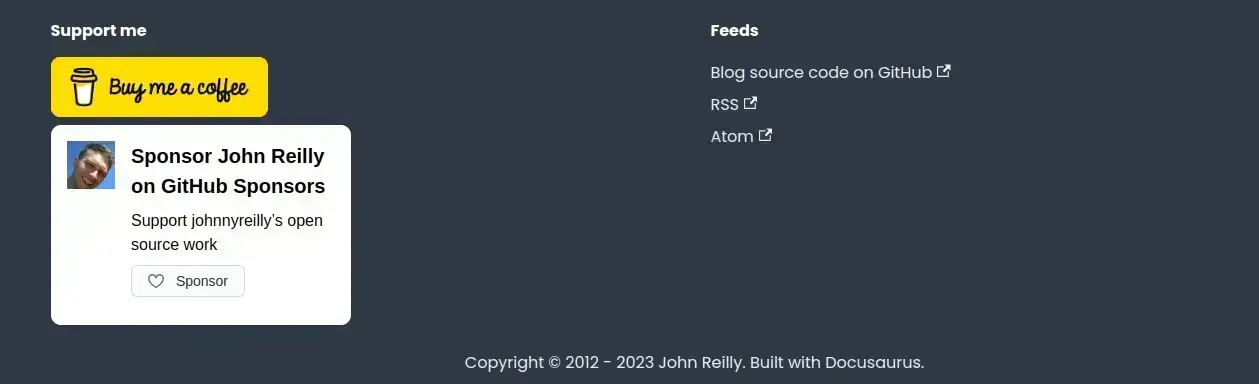 Support me
Buy me a coffee
Sponsor John Reilly
on GitHub Sponsors
Support johnnyreilly's open
source work
Sponsor
Feeds
Blog source code on GitHub
RSS
Atom
Copyright © 2012 - 2023 John Reilly. Built with Docusaurus.